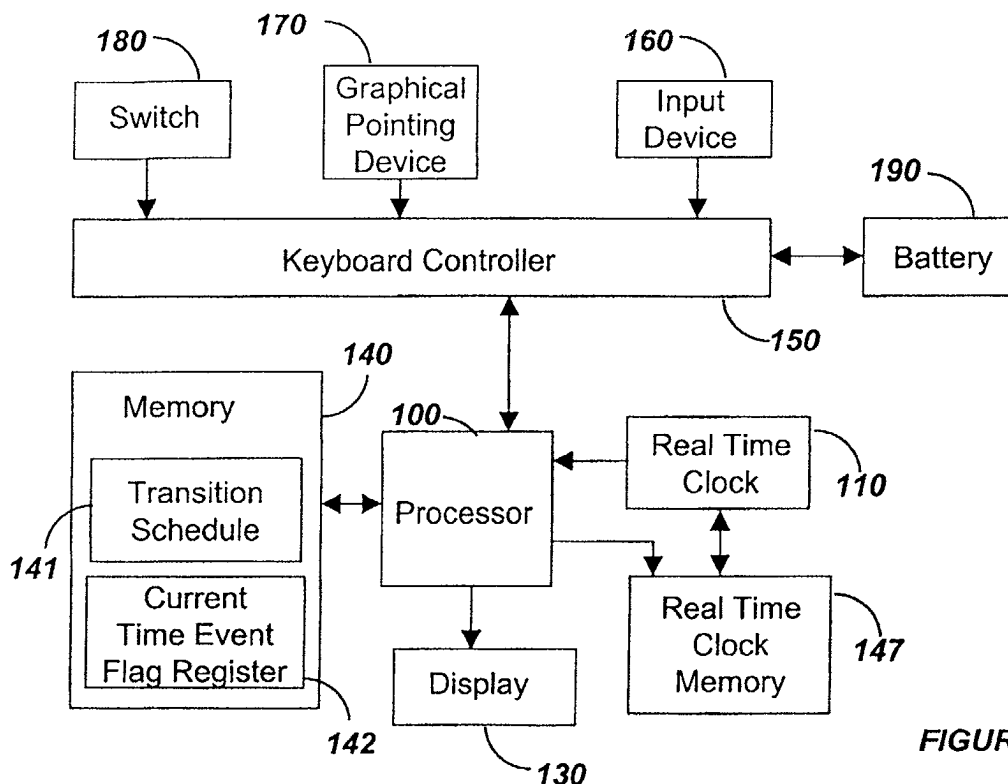 180
170
160
Switch
Graphical
Pointing
Device
Input
Device
190
Keyboard Controller
Battery
150
140
Memory
100
Real Time
Clock
110
Transition
Schedule
141
Processor
Current
Time Event
Flag Register
142
Real Time
Clock
Memory
147
Display
130
FIGUR